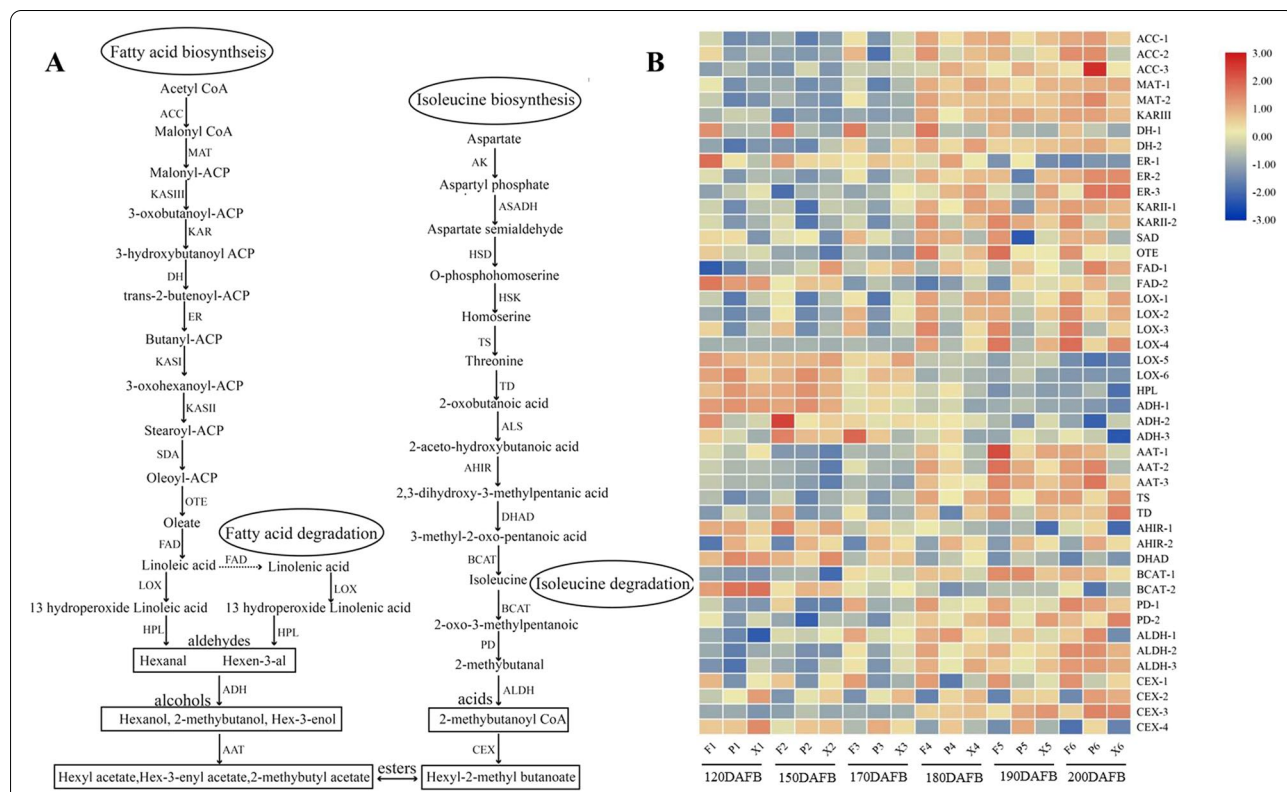 A
Fatty acid biosynthseis
Acetyl CoA
ACC
Malonyl CoA
MAT
Malonyl-ACP
KASIII
3-oxobutanoyl-ACP
KAR
3-hydroxybutanoyl ACP
DH
trans-2-butenoyl-ACP
ER
Butanyl-ACP
KASI
3-oxohexanoyl-ACP
KASII
Stearoyl-ACP
SDA
Oleoyl-ACP
OTE
Oleate
FAD
Fatty acid degradation
Linoleic acid
FAD
Linolenic acid
LOX
LOX
13 hydroperoxide Linoleic acid
13 hydroperoxide Linolenic acid
HPL
aldehydes
HPL
Hexanal
Hexen-3-al
ADH
alcohols
Hexanol, 2-methybutanol, Hex-3-enol
AAT
Hexyl acetate,Hex-3-enyl acetate,2-methybutyl acetate
esters
Isoleucine biosynthesis
Aspartate
AK
Aspartyl phosphate
ASADH
Aspartate semialdehyde
HSD
O-phosphohomoserine
HSK
Homoserine
TS
Threonine
TD
2-oxobutanoic acid
ALS
2-aceto-hydroxybutanoic acid
AHIR
2,3-dihydroxy-3-methylpentanic acid
DHAD
3-methyl-2-oxo-pentanoic acid
BCAT
Isoleucine
Isoleucine degradation
BCAT
2-oxo-3-methylpentanoic
PD
2-methybutanal
ALDH
acids
2-methybutanoyl CoA
CEX
Hexyl-2-methyl butanoate
B
ACC-1
ACC-2
ACC-3
MAT-1
MAT-2
KARIII
DH-1
DH-2
ER-1
ER-2
ER-3
KARII-1
KARII-2
SAD
OTE
FAD-1
FAD-2
LOX-1
LOX-2
LOX-3
LOX-4
LOX-5
LOX-6
HPL
ADH-1
ADH-2
ADH-3
AAT-1
AAT-2
AAT-3
TS
TD
AHIR-1
AHIR-2
DHAD
BCAT-1
BCAT-2
PD-1
PD-2
ALDH-1
ALDH-2
ALDH-3
CEX-1
CEX-2
CEX-3
CEX-4
F1 P1 X1 F2 P2 X2 F3 P3 X3 F4 P4 X4 F5 P5 X5 F6 P6 X6
120DAFB 150DAFB 170DAFB 180DAFB 190DAFB 200DAFB
3.00
2.00
1.00
0.00
-1.00
-2.00
-3.00